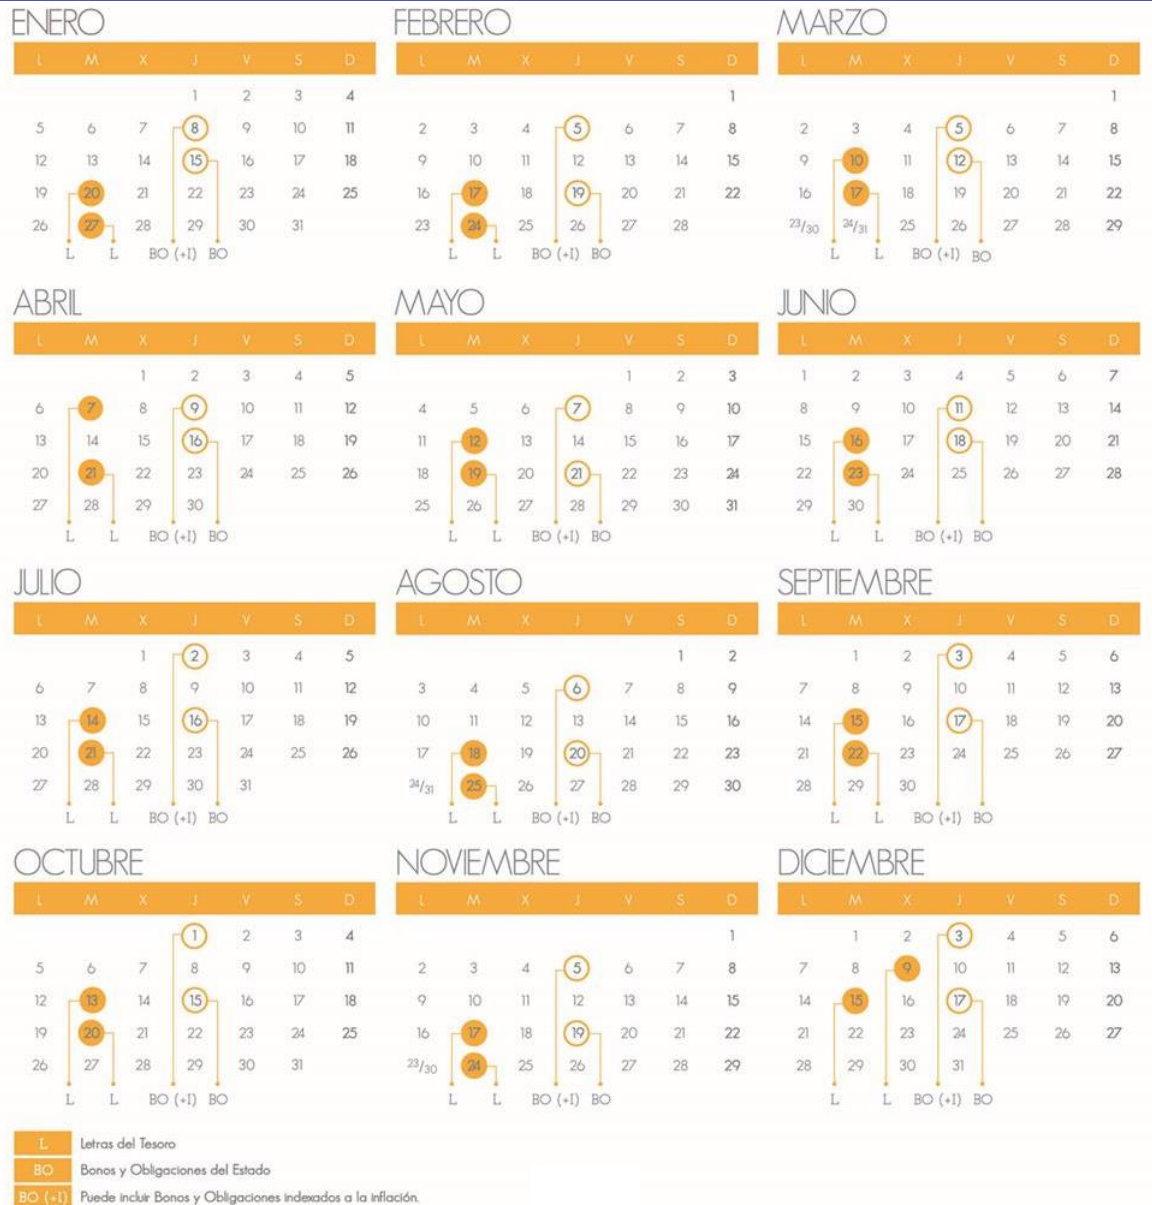 ENERO
L M X J V S D
1 2 3 4
5 6 7 8 9 10 11
12 13 14 15 16 17 18
19 20 21 22 23 24 25
26 27 28 29 30 31
L L BO (+I) BO
FEBRERO
L M X J V S D
1
2 3 4 5 6 7 8
9 10 11 12 13 14 15
16 17 18 19 20 21 22
23 24 25 26 27 28
L L BO (+I) BO
MARZO
L M X J V S D
1
2 3 4 5 6 7 8
9 10 11 12 13 14 15
16 17 18 19 20 21 22
23/30 24/31 25 26 27 28 29
L L BO (+I) BO
ABRIL
L M X J V S D
1 2 3 4 5
6 7 8 9 10 11 12
13 14 15 16 17 18 19
20 21 22 23 24 25 26
27 28 29 30
L L BO (+I) BO
MAYO
L M X J V S D
1 2 3
4 5 6 7 8 9 10
11 12 13 14 15 16 17
18 19 20 21 22 23 24
25 26 27 28 29 30 31
L L BO (+I) BO
JUNIO
L M X J V S D
1 2 3 4 5 6 7
8 9 10 11 12 13 14
15 16 17 18 19 20 21
22 23 24 25 26 27 28
29 30
L L BO (+I) BO
JULIO
L M X J V S D
1 2 3 4 5
6 7 8 9 10 11 12
13 14 15 16 17 18 19
20 21 22 23 24 25 26
27 28 29 30 31
L L BO (+I) BO
AGOSTO
L M X J V S D
1 2
3 4 5 6 7 8 9
10 11 12 13 14 15 16
17 18 19 20 21 22 23
24/31 25 26 27 28 29 30
L L BO (+I) BO
SEPTIEMBRE
L M X J V S D
1 2 3 4 5 6
7 8 9 10 11 12 13
14 15 16 17 18 19 20
21 22 23 24 25 26 27
28 29 30
L L BO (+I) BO
OCTUBRE
L M X J V S D
1 2 3 4
5 6 7 8 9 10 11
12 13 14 15 16 17 18
19 20 21 22 23 24 25
26 27 28 29 30 31
L L BO (+I) BO
NOVIEMBRE
L M X J V S D
1
2 3 4 5 6 7 8
9 10 11 12 13 14 15
16 17 18 19 20 21 22
23/30 24 25 26 27 28 29
L L BO (+I) BO
DICIEMBRE
L M X J V S D
1 2 3 4 5 6
7 8 9 10 11 12 13
14 15 16 17 18 19 20
21 22 23 24 25 26 27
28 29 30 31
L L BO (+I) BO
L Letras del Tesoro
BO Bonos y Obligaciones del Estado
BO (+I) Puede incluir Bonos y Obligaciones indexados a la inflación.